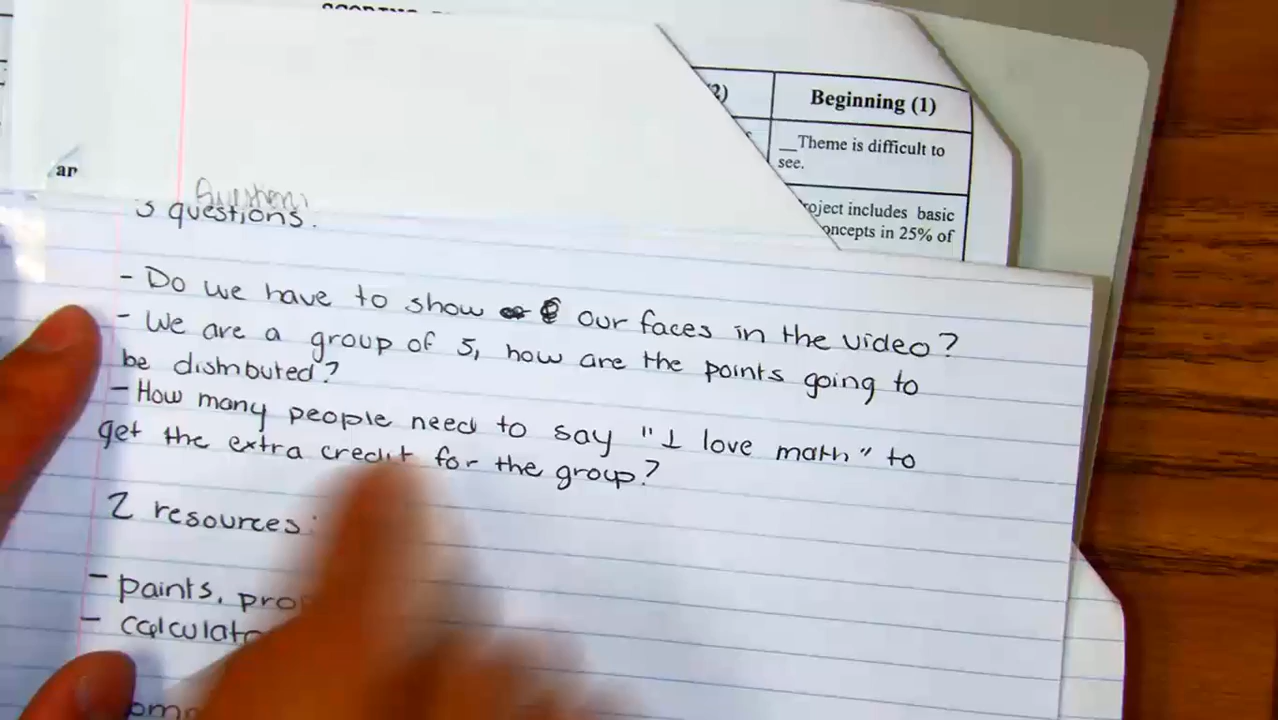 Beginning (1)
__Theme is difficult to
see.
roject includes basic
oncepts in 25% of
ar
Questions
3 questions.
- Do we have to show our faces in the video?
- We are a group of 5, how are the points going to
be distributed?
- How many people need to say "I love math" to
get the extra credit for the group?
2 resources:
- paints, pro
- calculato